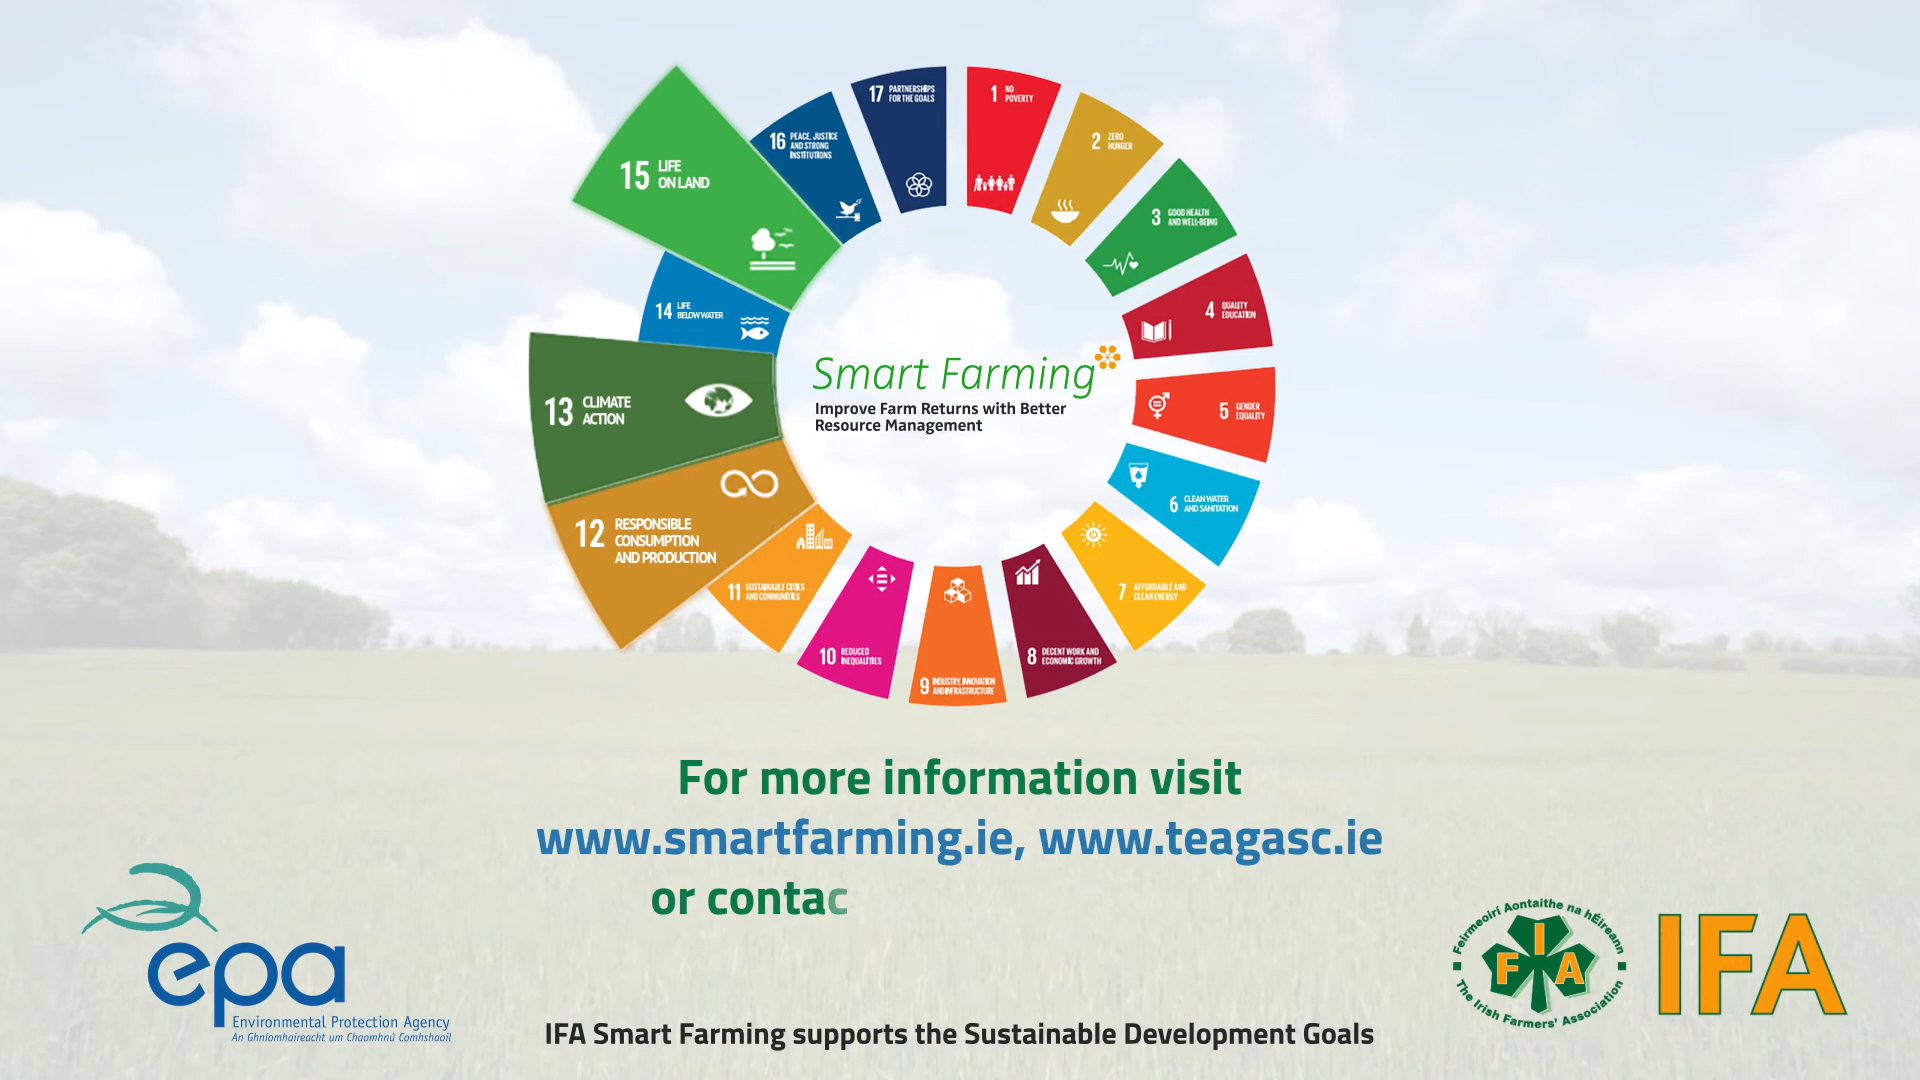 17 PARTNERSHIPS
FOR THE GOALS
1 NO
POVERTY
16 PEACE, JUSTICE
AND STRONG
INSTITUTIONS
2 ZERO
HUNGER
15 LIFE
ON LAND
3 GOOD HEALTH
AND WELL-BEING
14 LIFE
BELOW WATER
4 QUALITY
EDUCATION
Smart Farming
Improve Farm Returns with Better
Resource Management
13 CLIMATE
ACTION
5 GENDER
EQUALITY
6 CLEAN WATER
AND SANITATION
12 RESPONSIBLE
CONSUMPTION
AND PRODUCTION
11 SUSTAINABLE CITIES
AND COMMUNITIES
7 AFFORDABLE AND
CLEAN ENERGY
10 REDUCED
INEQUALITIES
8 DECENT WORK AND
ECONOMIC GROWTH
9 INDUSTRY, INNOVATION
AND INFRASTRUCTURE
For more information visit
www.smartfarming.ie, www.teagasc.ie
or contac
epa
Environmental Protection Agency
An Ghníomhaireacht um Chaomhnú Comhshaoil
IFA Smart Farming supports the Sustainable Development Goals
Feirmeoirí Aontaithe na hÉireann
I
F A
The Irish Farmers' Association
IFA